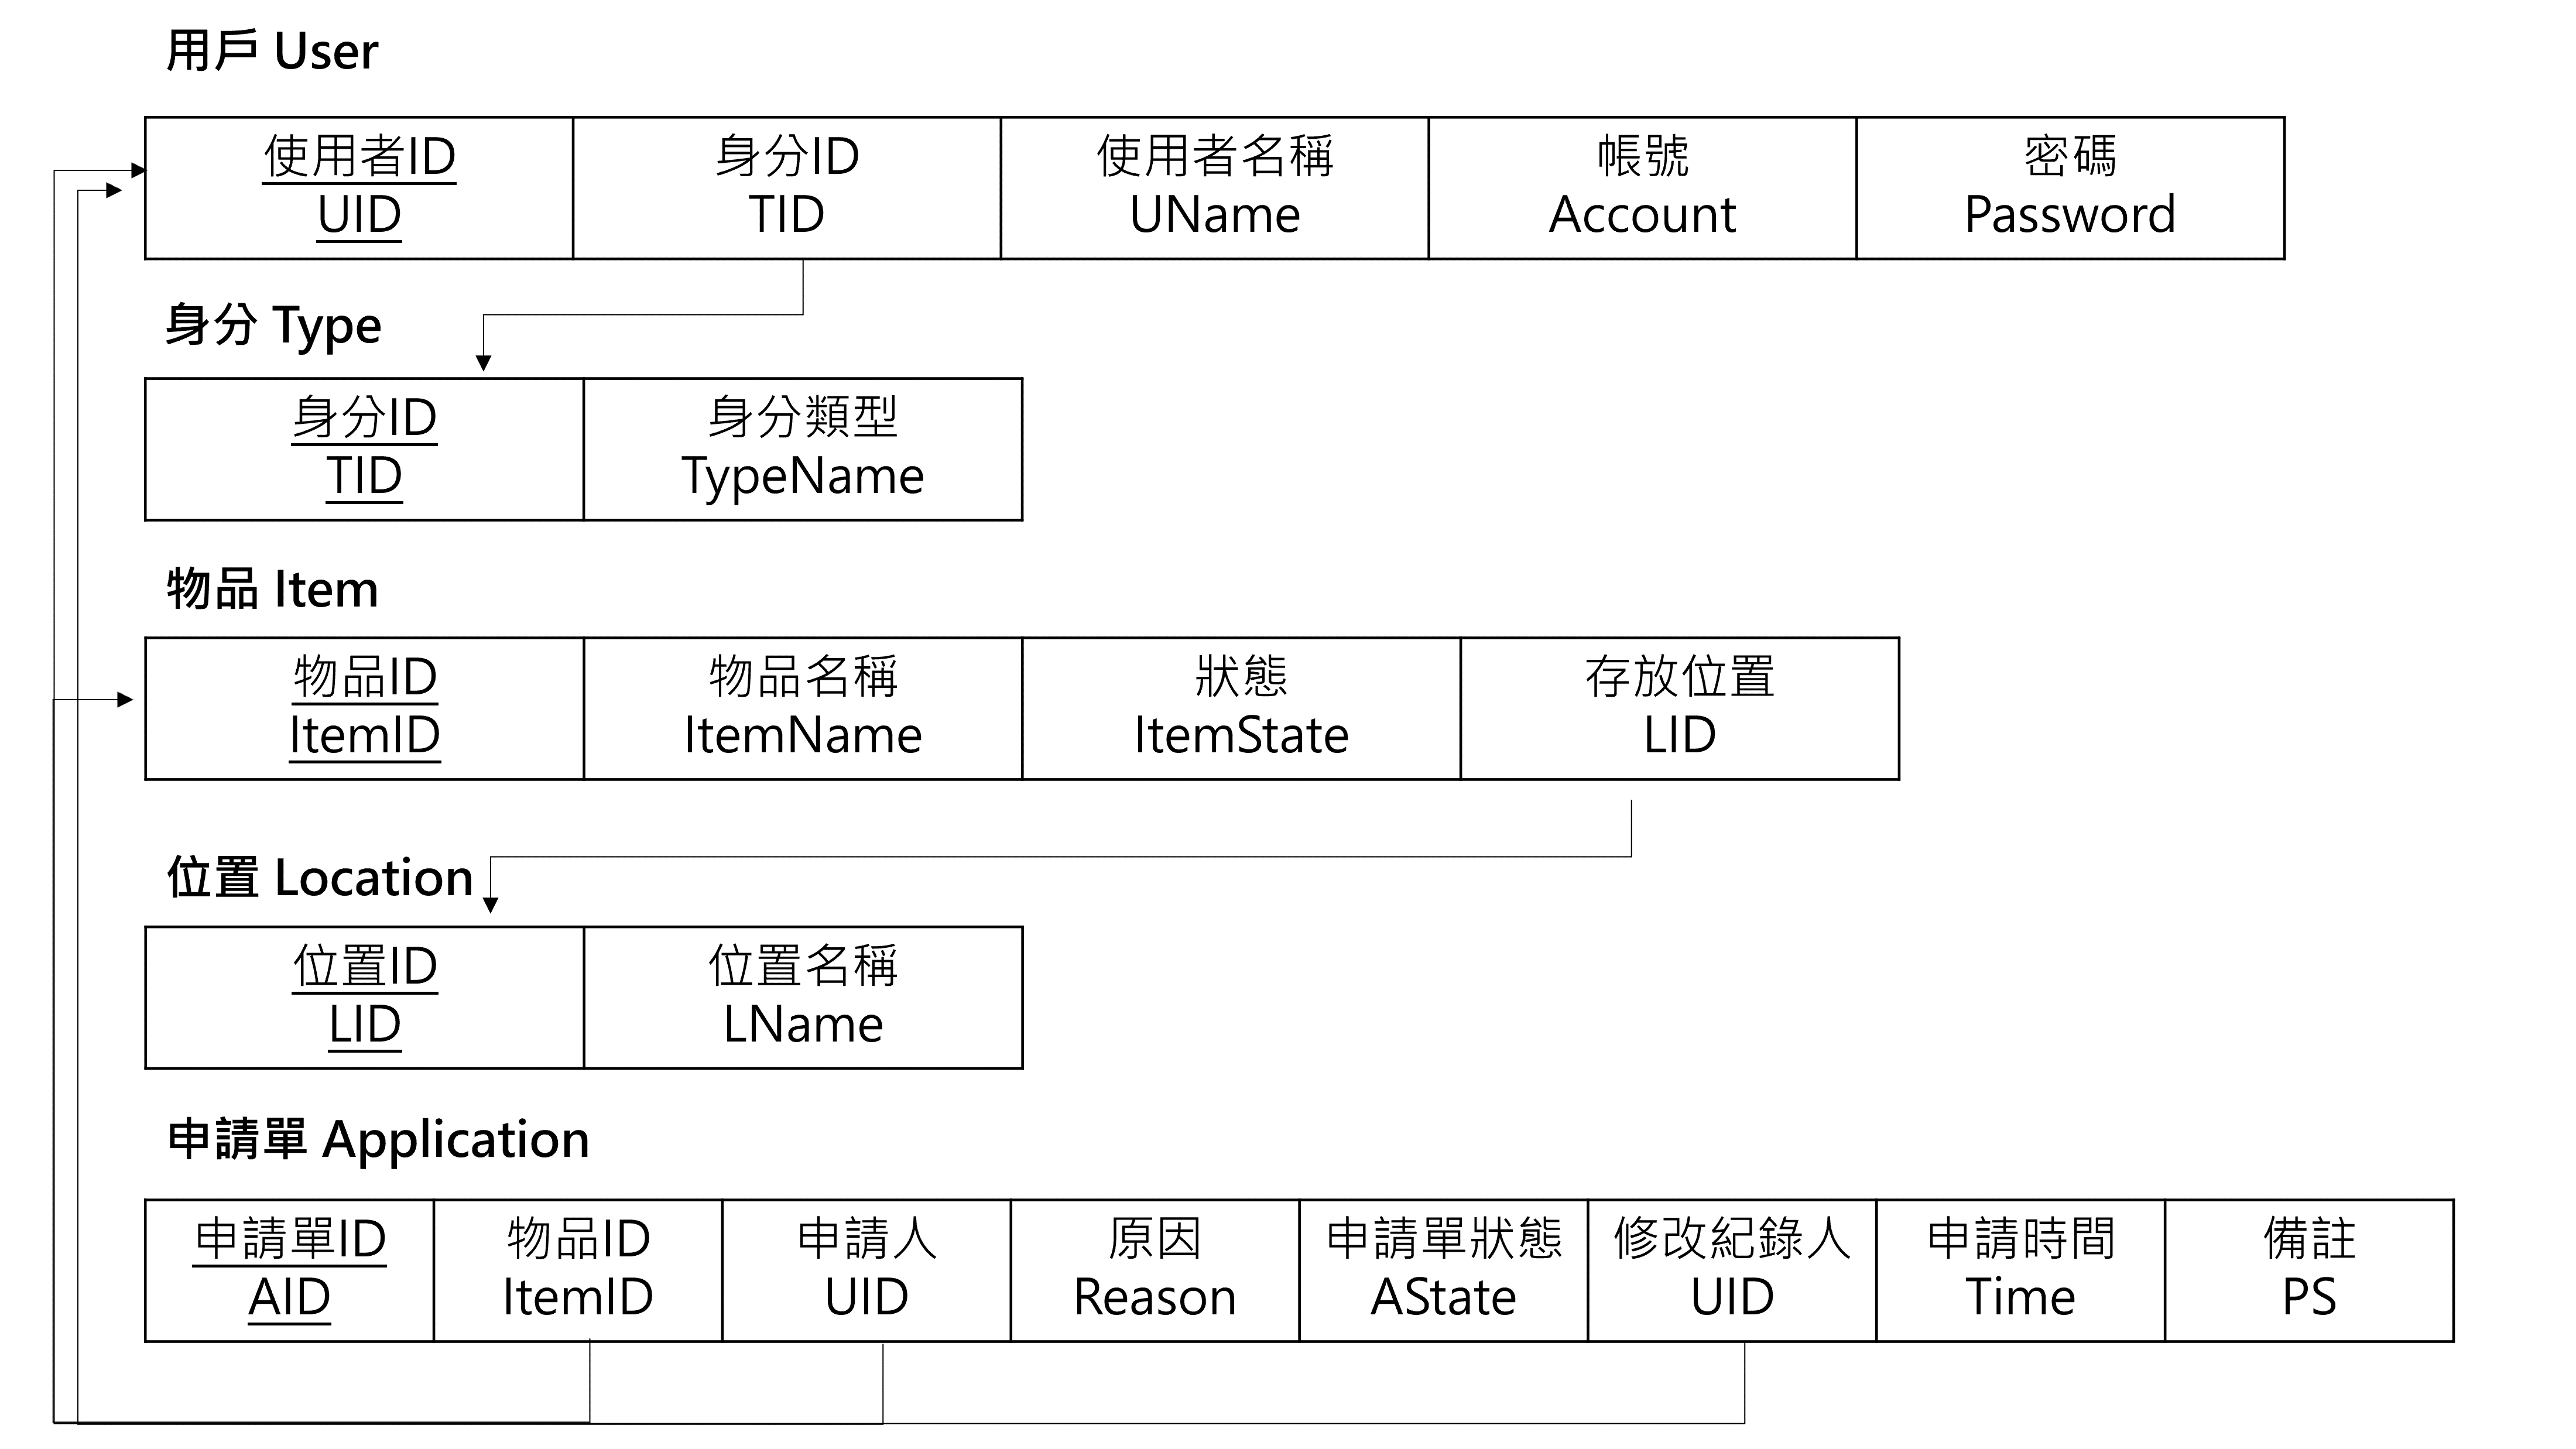 用戶 User
使用者ID
UID
身分ID
TID
使用者名稱
UName
帳號
Account
密碼
Password
身分 Type
身分ID
TID
身分類型
TypeName
物品 Item
物品ID
ItemID
物品名稱
ItemName
狀態
ItemState
存放位置
LID
位置 Location
位置ID
LID
位置名稱
LName
申請單 Application
申請單ID
AID
物品ID
ItemID
申請人
UID
原因
Reason
申請單狀態
AState
修改紀錄人
UID
申請時間
Time
備註
PS